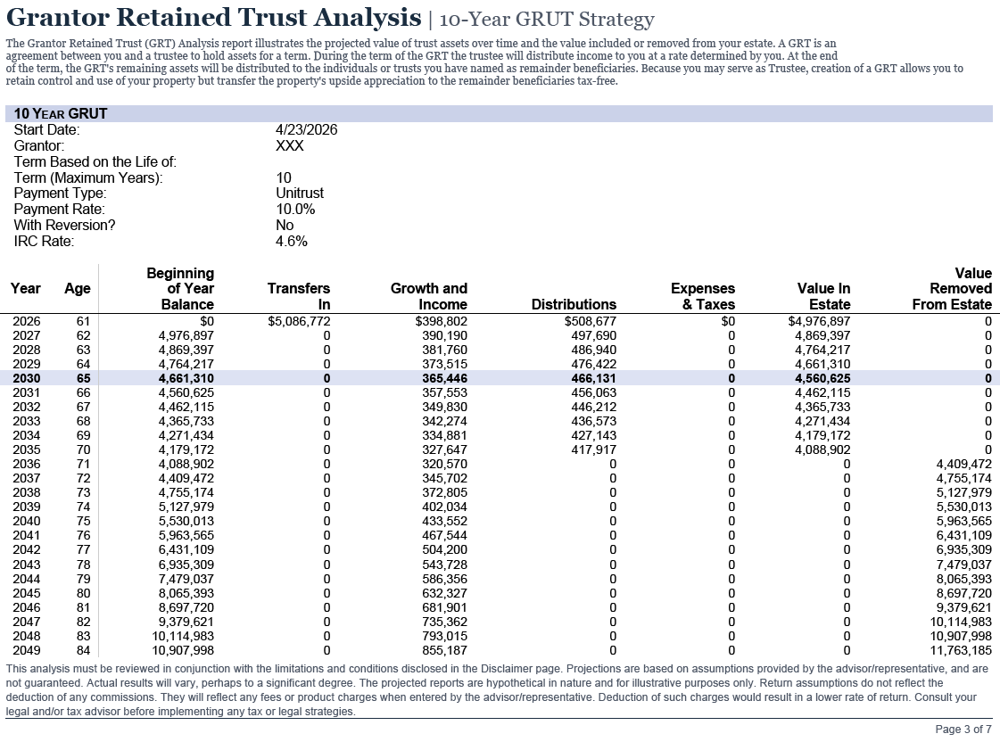 Grantor Retained Trust Analysis | 10-Year GRUT Strategy
The Grantor Retained Trust (GRT) Analysis report illustrates the projected value of trust assets over time and the value included or removed from your estate. A GRT is an
agreement between you and a trustee to hold assets for a term. During the term of the GRT the trustee will distribute income to you at a rate determined by you. At the end
of the term, the GRT's remaining assets will be distributed to the individuals or trusts you have named as remainder beneficiaries. Because you may serve as Trustee, creation of a GRT allows you to
retain control and use of your property but transfer the property's upside appreciation to the remainder beneficiaries tax-free.
10 YEAR GRUT
Start Date: 4/23/2026
Grantor: XXX
Term Based on the Life of:
Term (Maximum Years): 10
Payment Type: Unitrust
Payment Rate: 10.0%
With Reversion? No
IRC Rate: 4.6%
Beginning Value
Year Age of Year Transfers Growth and Expenses Value In Removed
Balance In Income Distributions & Taxes Estate From Estate
2026 61 $0 $5,086,772 $398,802 $508,677 $0 $4,976,897 0
2027 62 4,976,897 0 390,190 497,690 0 4,869,397 0
2028 63 4,869,397 0 381,760 486,940 0 4,764,217 0
2029 64 4,764,217 0 373,515 476,422 0 4,661,310 0
2030 65 4,661,310 0 365,446 466,131 0 4,560,625 0
2031 66 4,560,625 0 357,553 456,063 0 4,462,115 0
2032 67 4,462,115 0 349,830 446,212 0 4,365,733 0
2033 68 4,365,733 0 342,274 436,573 0 4,271,434 0
2034 69 4,271,434 0 334,881 427,143 0 4,179,172 0
2035 70 4,179,172 0 327,647 417,917 0 4,088,902 0
2036 71 4,088,902 0 320,570 0 0 0 4,409,472
2037 72 4,409,472 0 345,702 0 0 0 4,755,174
2038 73 4,755,174 0 372,805 0 0 0 5,127,979
2039 74 5,127,979 0 402,034 0 0 0 5,530,013
2040 75 5,530,013 0 433,552 0 0 0 5,963,565
2041 76 5,963,565 0 467,544 0 0 0 6,431,109
2042 77 6,431,109 0 504,200 0 0 0 6,935,309
2043 78 6,935,309 0 543,728 0 0 0 7,479,037
2044 79 7,479,037 0 586,356 0 0 0 8,065,393
2045 80 8,065,393 0 632,327 0 0 0 8,697,720
2046 81 8,697,720 0 681,901 0 0 0 9,379,621
2047 82 9,379,621 0 735,362 0 0 0 10,114,983
2048 83 10,114,983 0 793,015 0 0 0 10,907,998
2049 84 10,907,998 0 855,187 0 0 0 11,763,185
This analysis must be reviewed in conjunction with the limitations and conditions disclosed in the Disclaimer page. Projections are based on assumptions provided by the advisor/representative, and are
not guaranteed. Actual results will vary, perhaps to a significant degree. The projected reports are hypothetical in nature and for illustrative purposes only. Return assumptions do not reflect the
deduction of any commissions. They will reflect any fees or product charges when entered by the advisor/representative. Deduction of such charges would result in a lower rate of return. Consult your
legal and/or tax advisor before implementing any tax or legal strategies.
Page 3 of 7